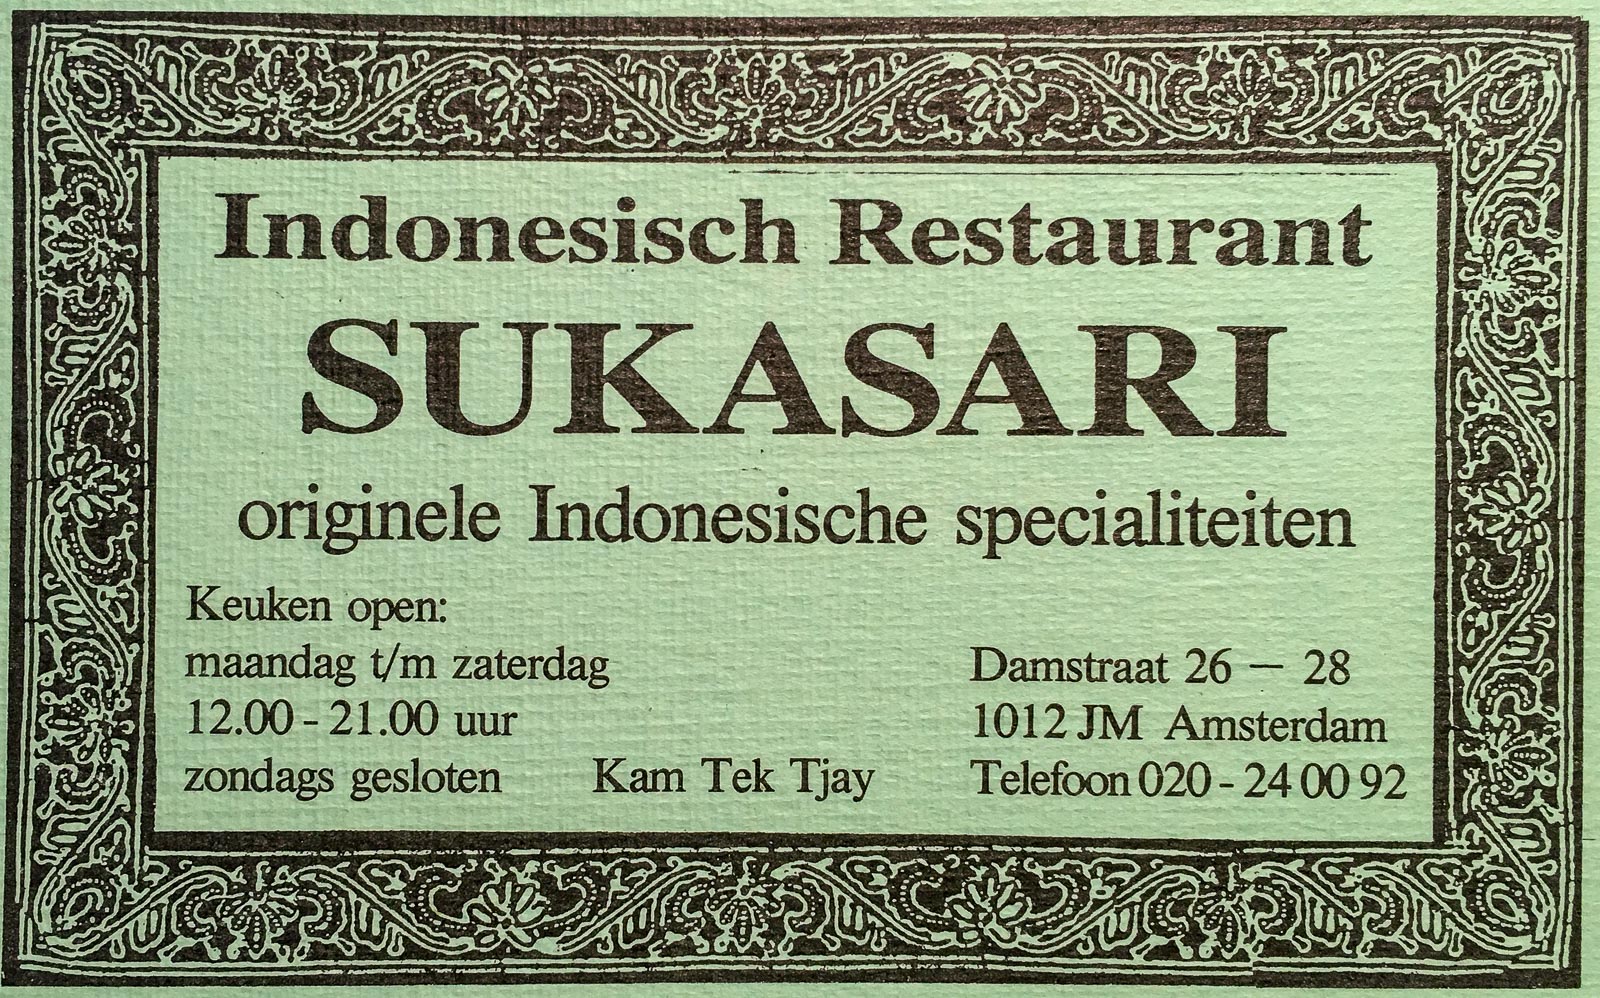 Indonesisch Restaurant
SUKASARI
originele Indonesische specialiteiten
Keuken open:
maandag t/m zaterdag
12.00 - 21.00 uur
zondags gesloten
Kam Tek Tjay
Damstraat 26 — 28
1012 JM Amsterdam
Telefoon 020 - 24 00 92